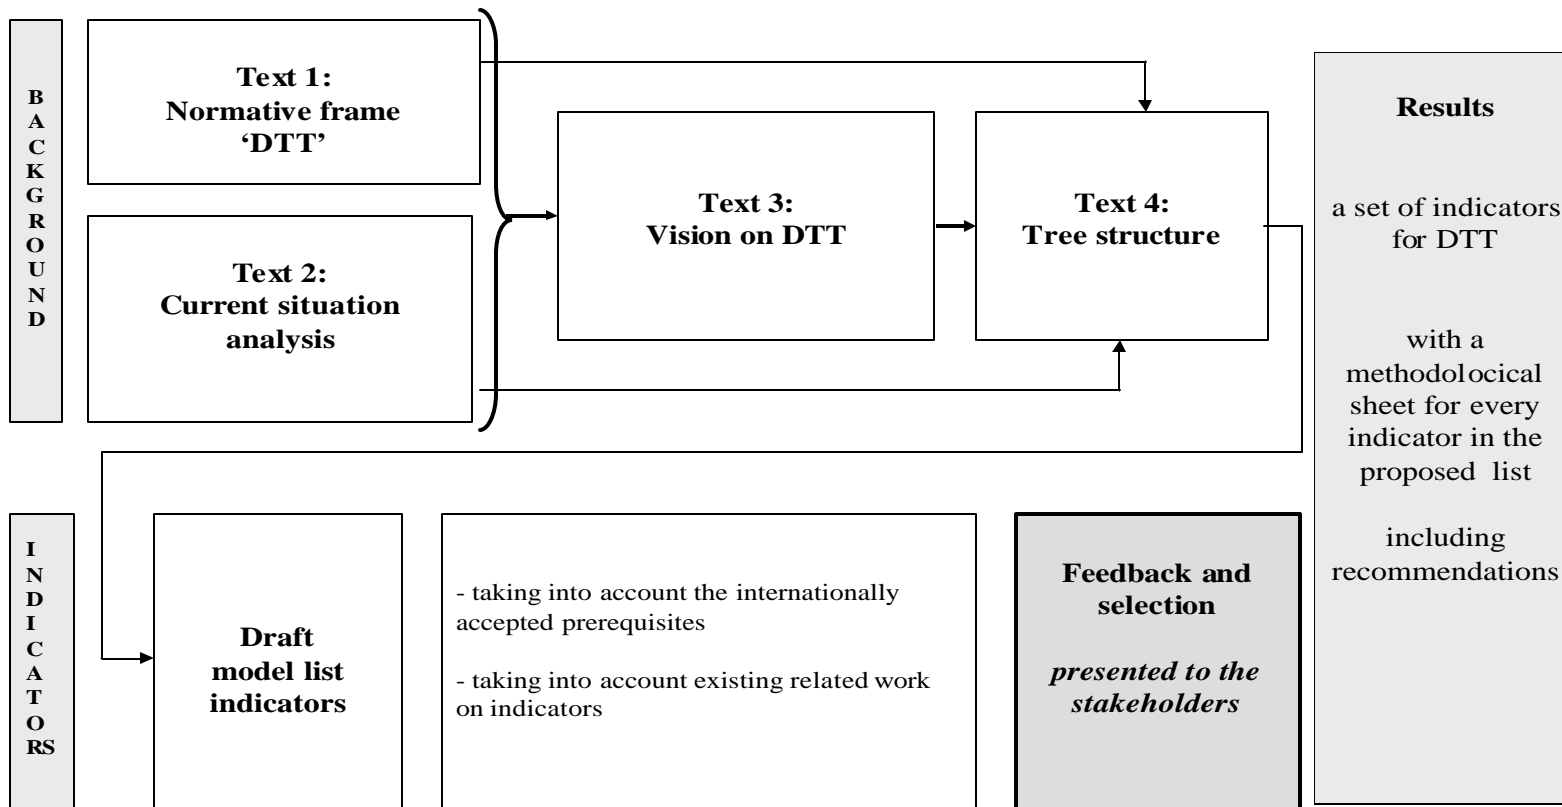 BACKGROUND
Text 1:
Normative frame
‘DTT’
Text 2:
Current situation
analysis
Text 3:
Vision on DTT
Text 4:
Tree structure
INDICATORS
Draft
model list
indicators
- taking into account the internationally
accepted prerequisites
- taking into account existing related work
on indicators
Feedback and
selection
presented to the
stakeholders
Results
a set of indicators
for DTT
with a
methodolocical
sheet for every
indicator in the
proposed list
including
recommendations